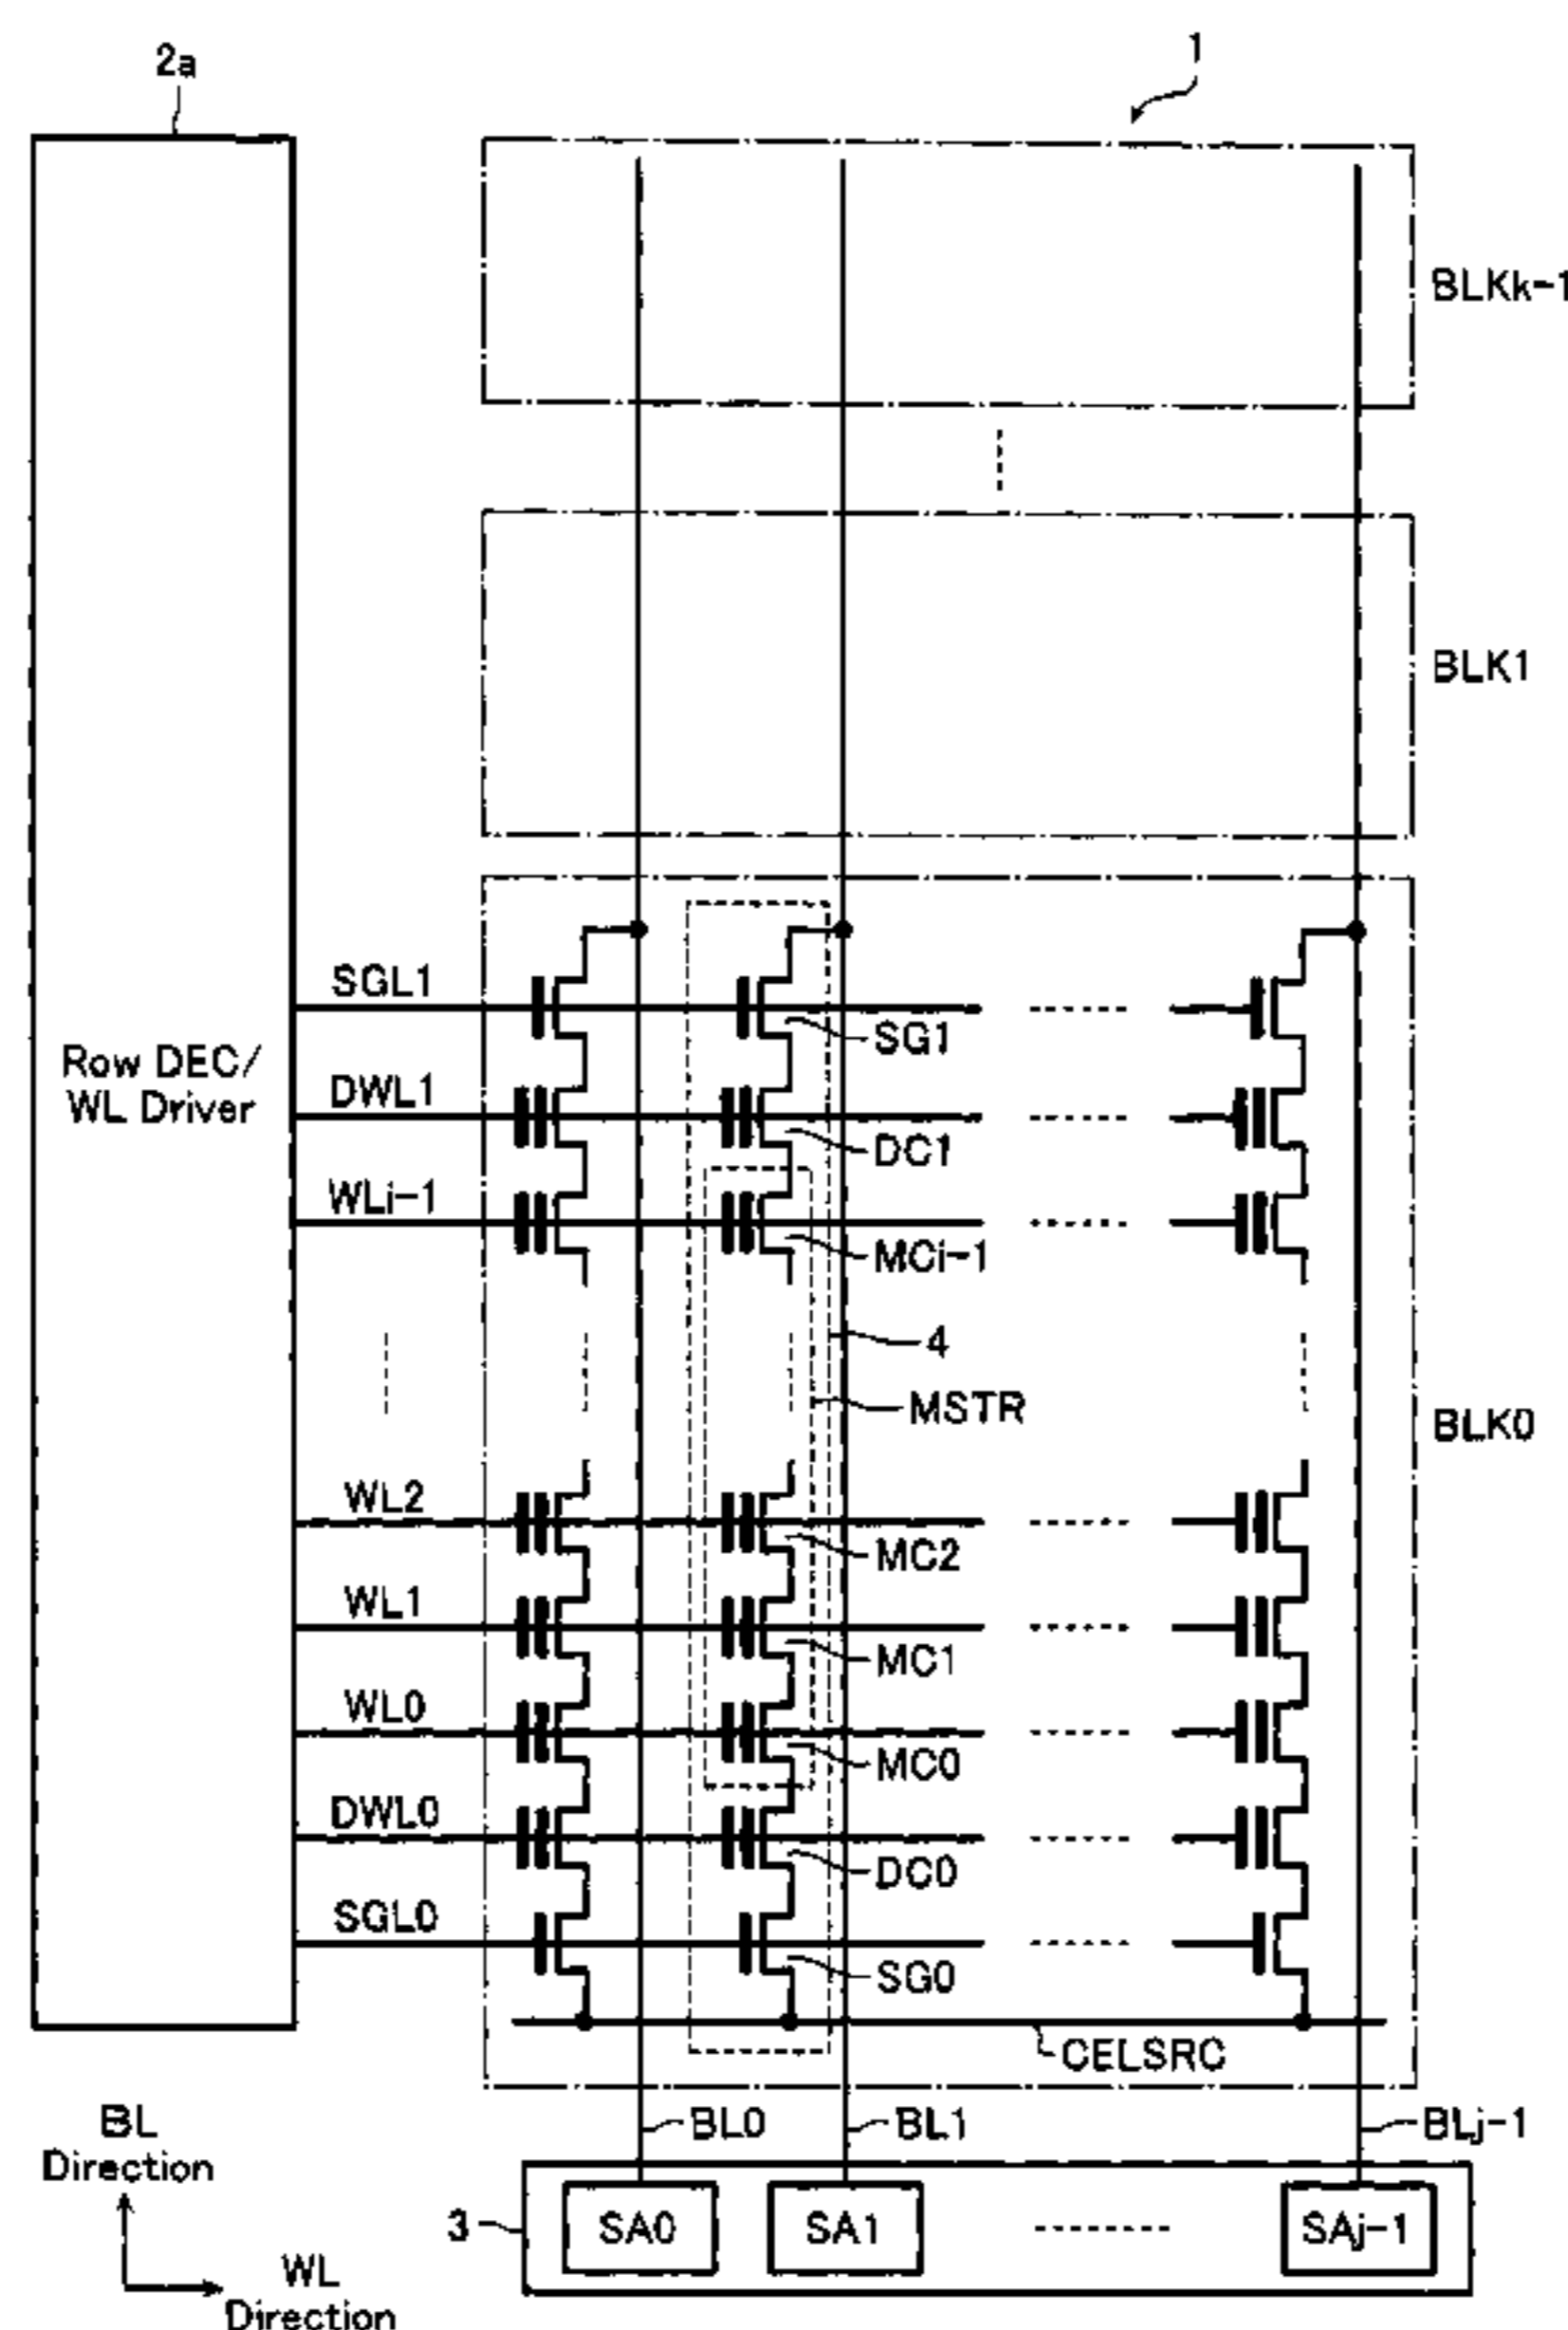 2a
1
BLKk-1
BLK1
SGL1
SG1
Row DEC/
WL Driver
DWL1
DC1
WLi-1
MCi-1
4
MSTR
BLK0
WL2
MC2
WL1
MC1
WL0
MC0
DWL0
DC0
SGL0
SG0
CELSRC
BL0
BL1
BLj-1
BL
Direction
3
SA0
SA1
SAj-1
WL
Direction